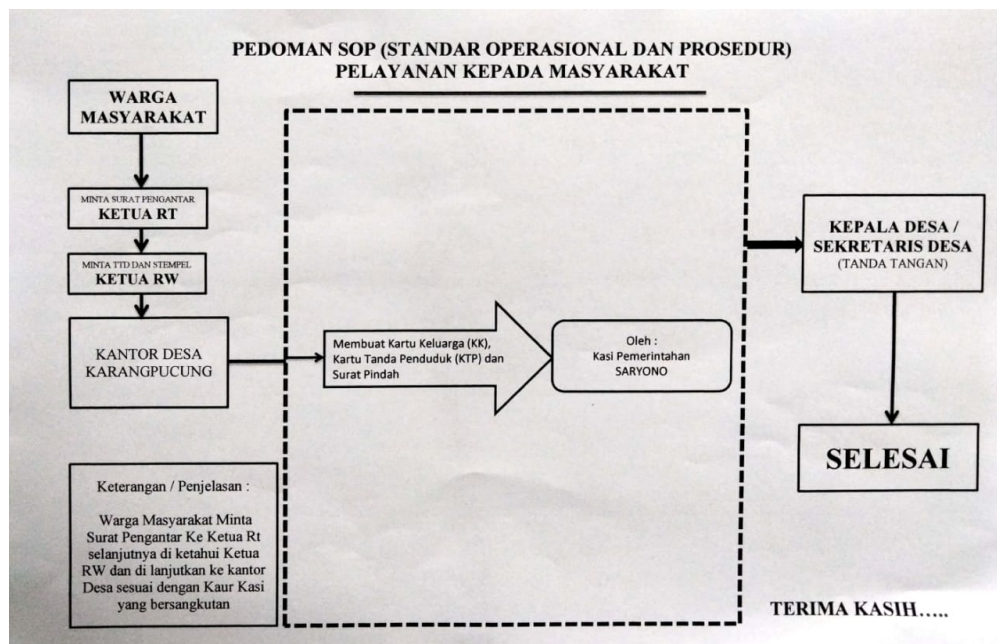 PEDOMAN SOP (STANDAR OPERASIONAL DAN PROSEDUR)
PELAYANAN KEPADA MASYARAKAT
WARGA
MASYARAKAT
MINTA SURAT PENGANTAR
KETUA RT
MINTA TTD DAN STEMPEL
KETUA RW
KANTOR DESA
KARANGPUCUNG
Membuat Kartu Keluarga (KK),
Kartu Tanda Penduduk (KTP) dan
Surat Pindah
Oleh :
Kasi Pemerintahan
SARYONO
KEPALA DESA /
SEKRETARIS DESA
(TANDA TANGAN)
SELESAI
Keterangan / Penjelasan :
Warga Masyarakat Minta
Surat Pengantar Ke Ketua Rt
selanjutnya di ketahui Ketua
RW dan di lanjutkan ke kantor
Desa sesuai dengan Kaur Kasi
yang bersangkutan
TERIMA KASIH.....